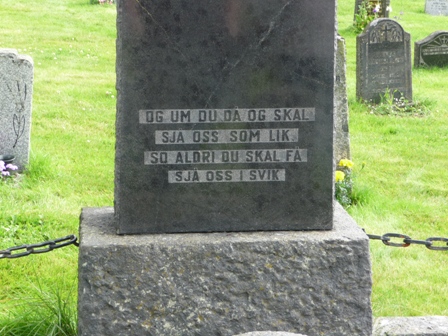 OG UM DU DÅ OG SKAL
SJÅ OSS SOM LIK.
SO ALDRI DU SKAL FÅ
SJÅ OSS I SVIK